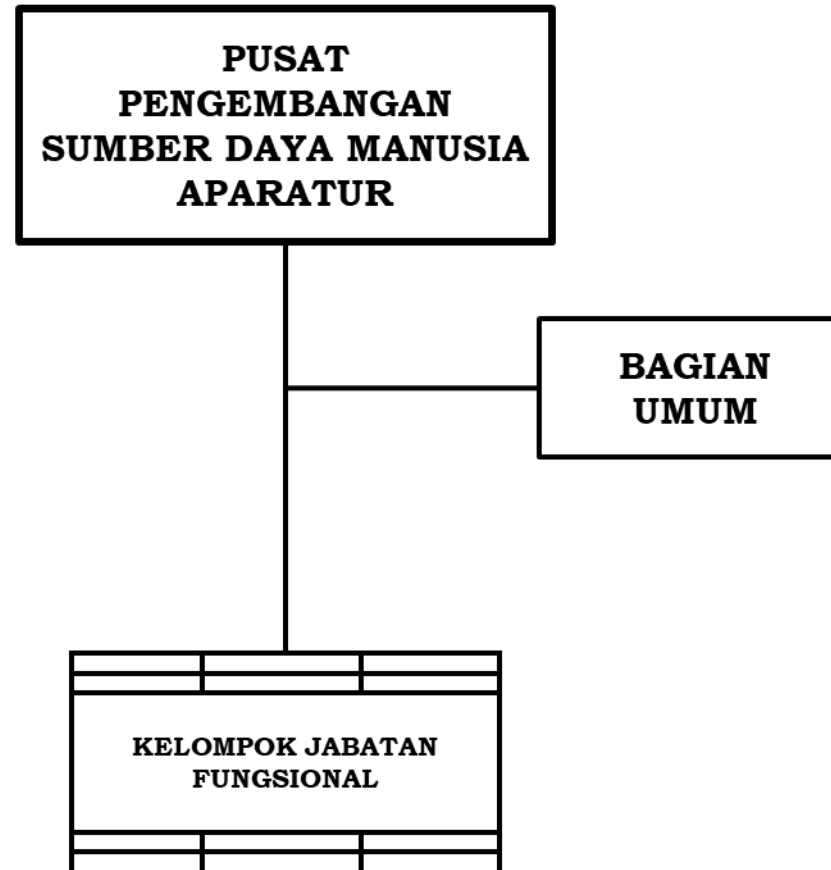 PUSAT
PENGEMBANGAN
SUMBER DAYA MANUSIA
APARATUR
BAGIAN
UMUM
KELOMPOK JABATAN
FUNGSIONAL